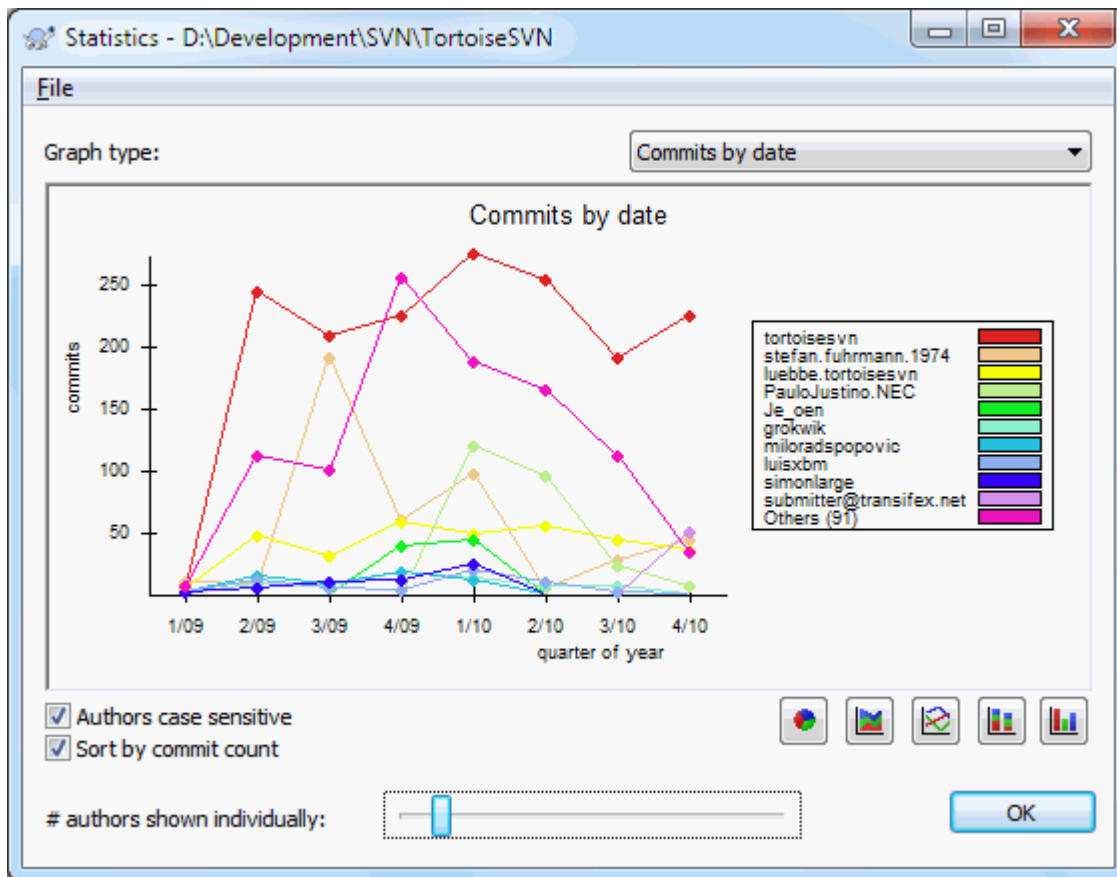 Statistics - D:\Development\SVN\TortoiseSVN
File
Graph type:
Commits by date
Commits by date
250
200
150
100
50
commits
1/09 2/09 3/09 4/09 1/10 2/10 3/10 4/10
quarter of year
tortoisesvn
stefan.fuhrmann.1974
luebbe.tortoisesvn
PauloJustino.NEC
Je_oen
grokwik
miloradspopovic
luisxbm
simonlarge
submitter@transifex.net
Others (91)
Authors case sensitive
Sort by commit count
# authors shown individually:
OK